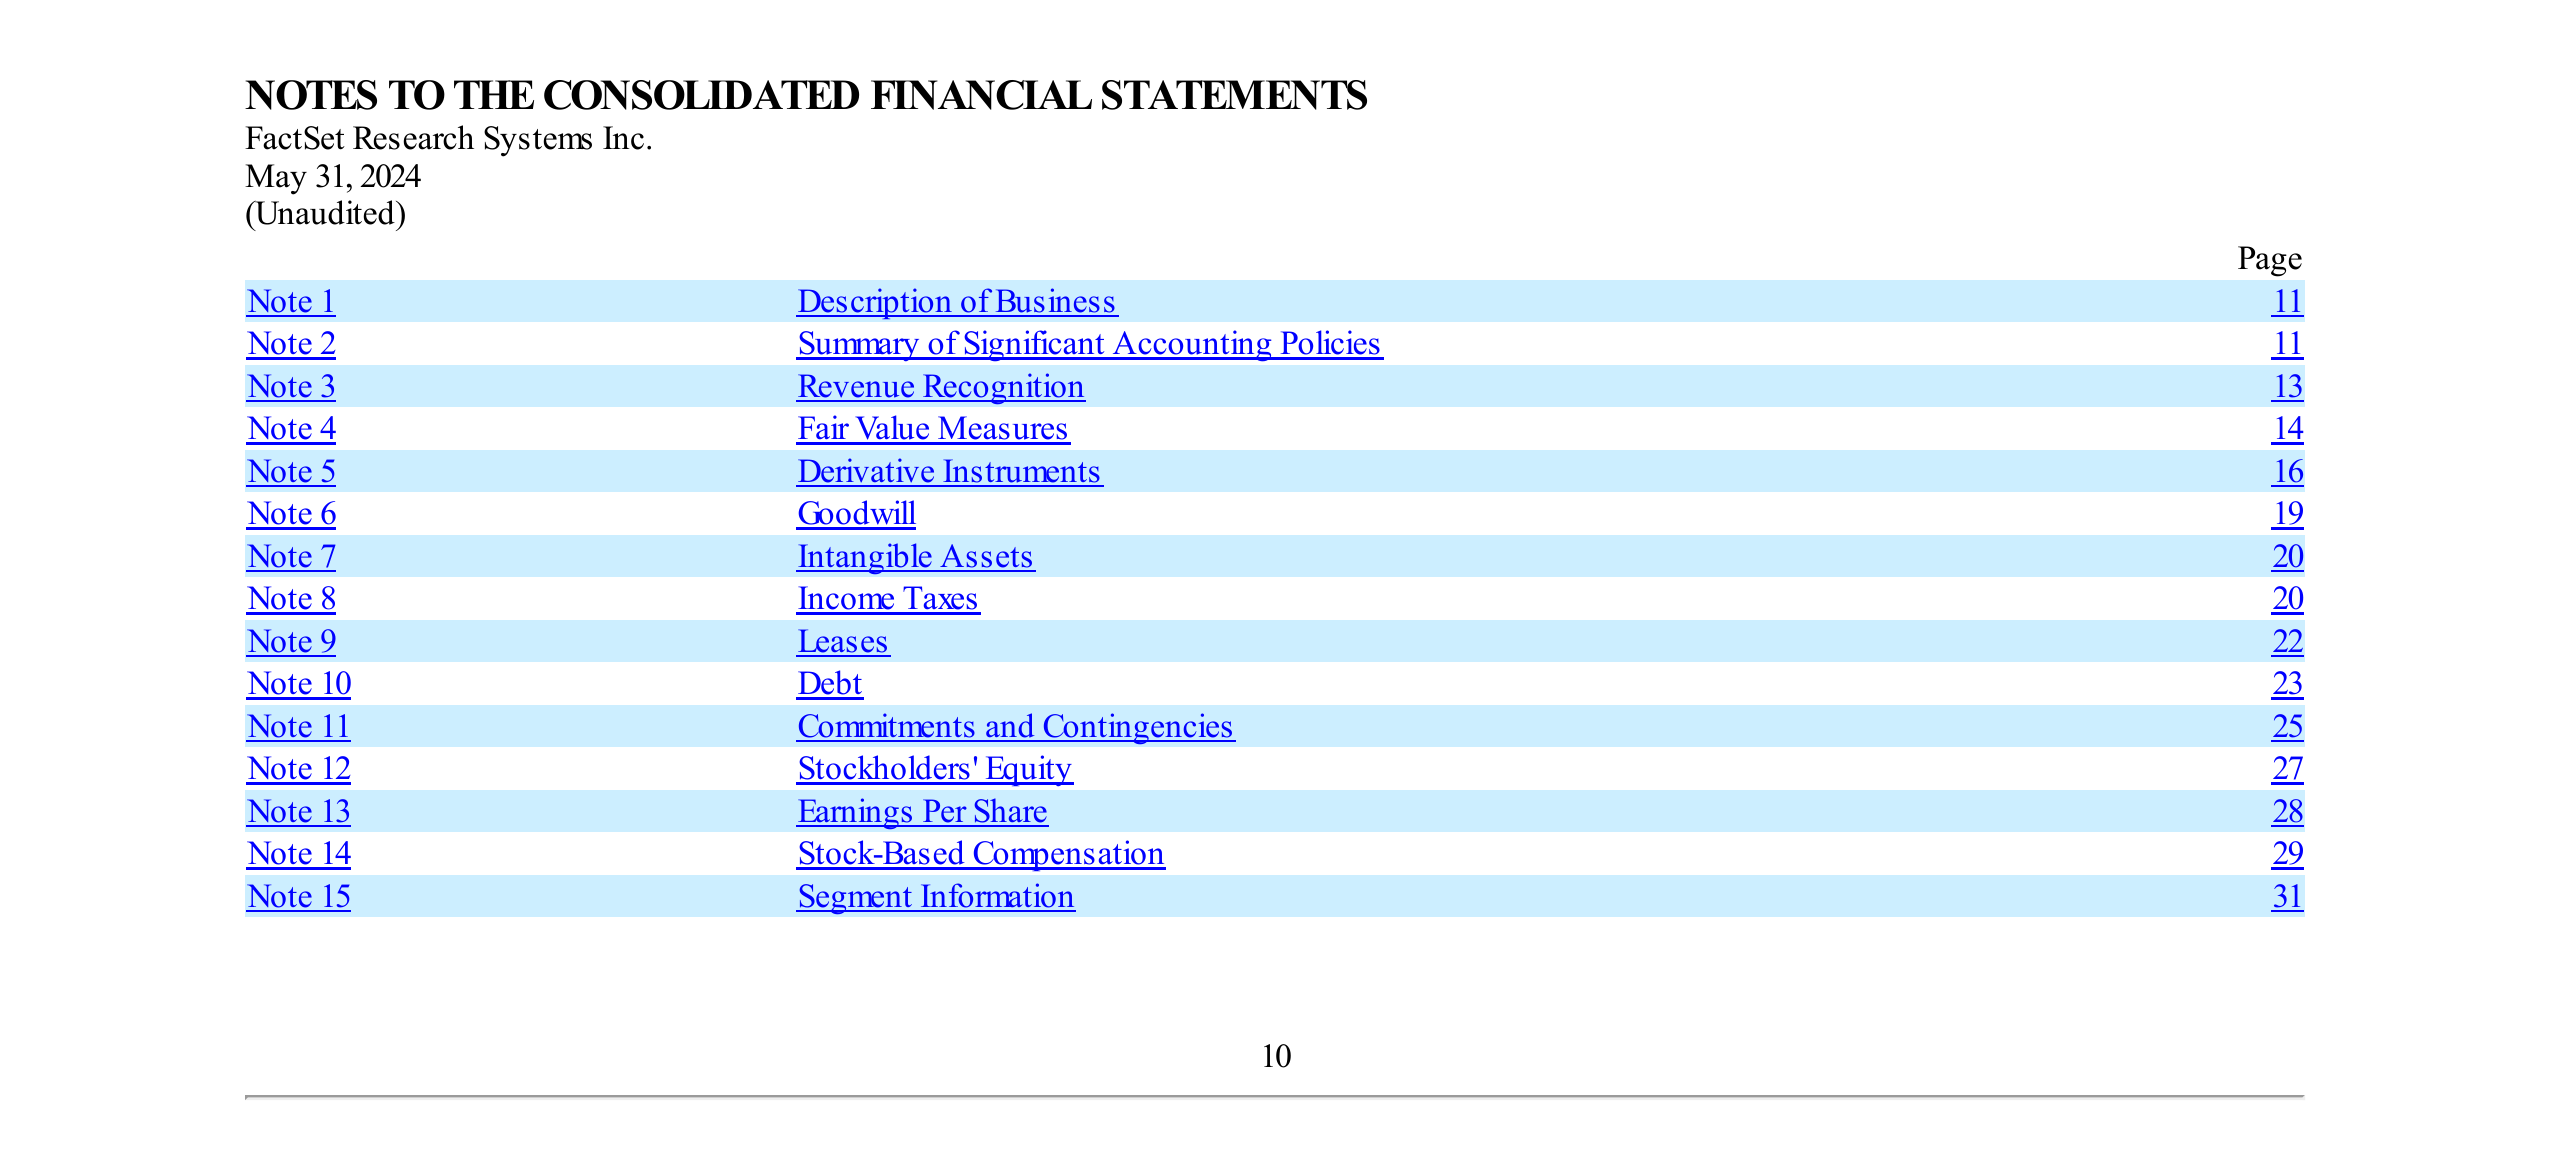 NOTES TO THE CONSOLIDATED FINANCIAL STATEMENTS
FactSet Research Systems Inc.
May 31, 2024
(Unaudited)
Page
Note 1 Description of Business 11
Note 2 Summary of Significant Accounting Policies 11
Note 3 Revenue Recognition 13
Note 4 Fair Value Measures 14
Note 5 Derivative Instruments 16
Note 6 Goodwill 19
Note 7 Intangible Assets 20
Note 8 Income Taxes 20
Note 9 Leases 22
Note 10 Debt 23
Note 11 Commitments and Contingencies 25
Note 12 Stockholders' Equity 27
Note 13 Earnings Per Share 28
Note 14 Stock-Based Compensation 29
Note 15 Segment Information 31
10